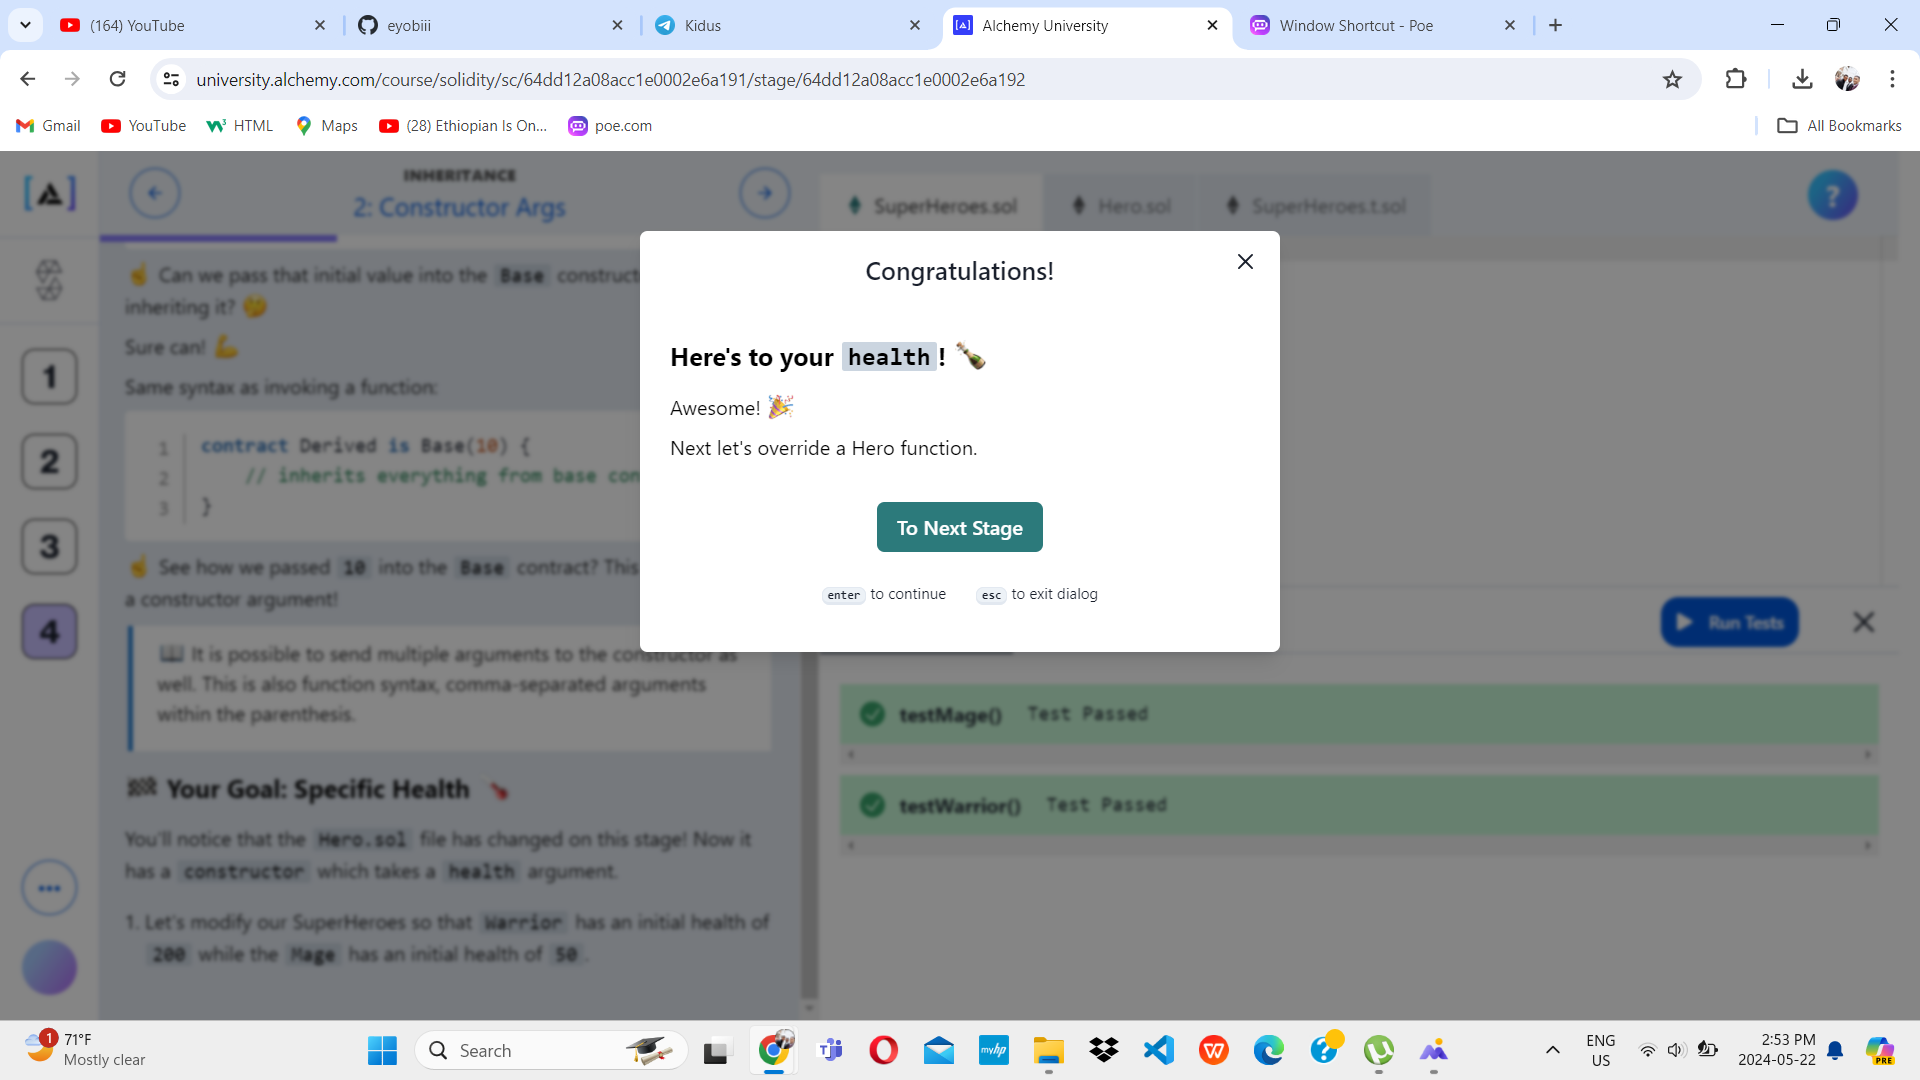 (164) YouTube
eyobiii
Kidus
Alchemy University
Window Shortcut - Poe
university.alchemy.com/course/solidity/sc/64dd12a08acc1e0002e6a191/stage/64dd12a08acc1e0002e6a192
Gmail
YouTube
HTML
Maps
(28) Ethiopian Is On...
poe.com
All Bookmarks
INHERITANCE
2: Constructor Args
SuperHeroes.sol
Hero.sol
SuperHeroes.t.sol
?
1
2
3
4
Can we pass that initial value into the Base construct
inheriting it?
Sure can!
Same syntax as invoking a function:
1 contract Derived is Base(10) {
2 // inherits everything from base con
3 }
See how we passed 10 into the Base contract? This
a constructor argument!
It is possible to send multiple arguments to the constructor as
well. This is also function syntax, comma-separated arguments
within the parenthesis.
Your Goal: Specific Health
You'll notice that the Hero.sol file has changed on this stage! Now it
has a constructor which takes a health argument.
1. Let's modify our SuperHeroes so that Warrior has an initial health of
200 while the Mage has an initial health of 50.
Congratulations!
Here's to your health!
Awesome!
Next let's override a Hero function.
To Next Stage
enter to continue
esc to exit dialog
Run Tests
testMage() Test Passed
testWarrior() Test Passed
1
71°F
Mostly clear
Search
myhp
ENG
US
2:53 PM
2024-05-22
PRE